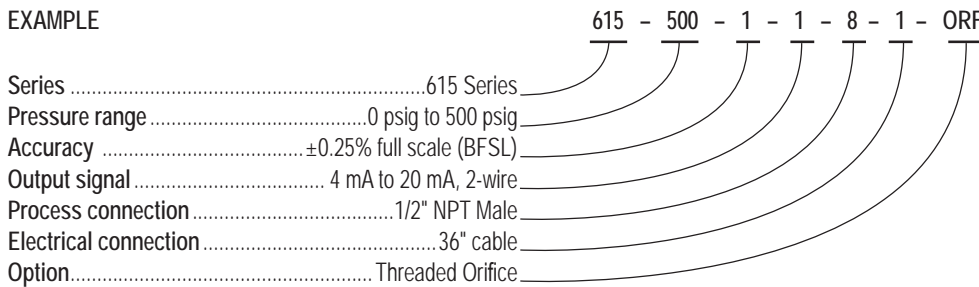 EXAMPLE 615 – 500 – 1 – 1 – 8 – 1 – ORF
Series ..........615 Series
Pressure range ..........0 psig to 500 psig
Accuracy ..........±0.25% full scale (BFSL)
Output signal .......... 4 mA to 20 mA, 2-wire
Process connection ..........1/2" NPT Male
Electrical connection ..........36" cable
Option.......... Threaded Orifice